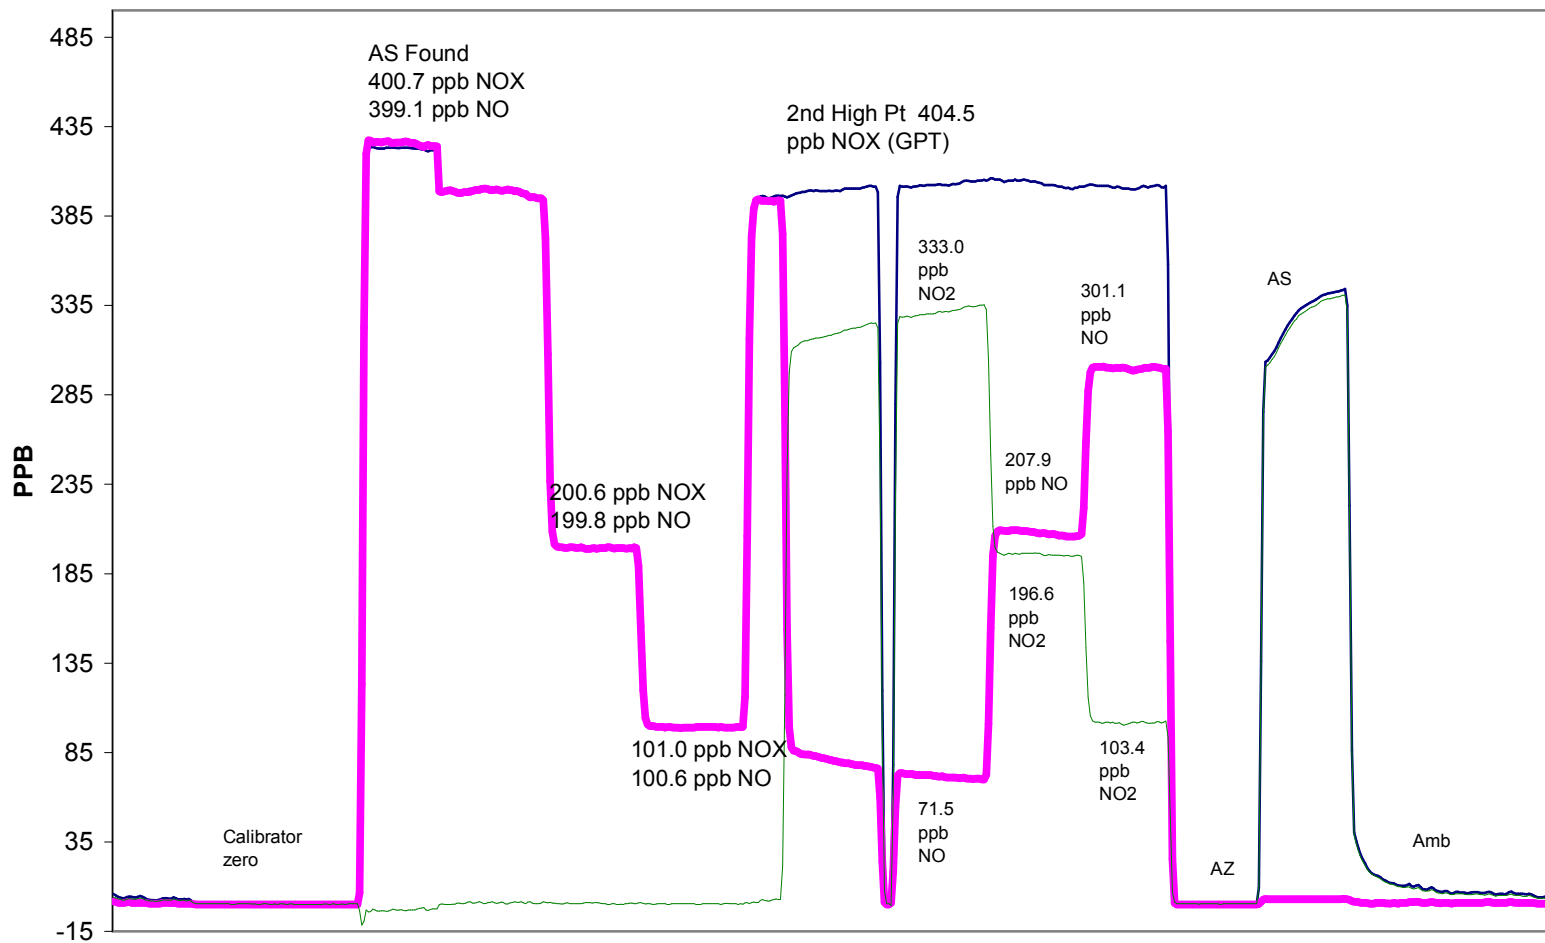 485
435
385
335
285
235
185
135
85
35
-15
PPB
AS Found
400.7 ppb NOX
399.1 ppb NO
2nd High Pt  404.5
ppb NOX (GPT)
333.0
ppb
NO2
301.1
ppb
NO
AS
207.9
ppb NO
200.6 ppb NOX
199.8 ppb NO
196.6
ppb
NO2
101.0 ppb NOX
100.6 ppb NO
103.4
ppb
NO2
71.5
ppb
NO
Calibrator
zero
AZ
Amb